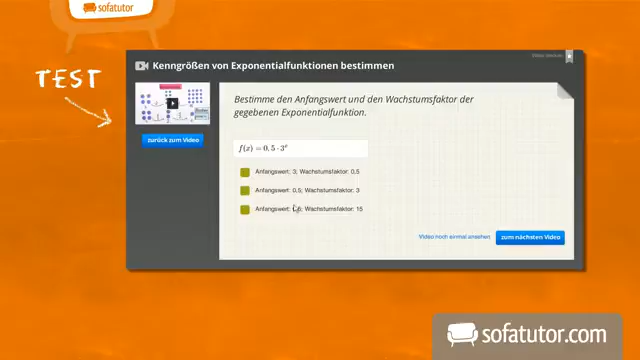 sofatutor
TEST
Kenngrößen von Exponentialfunktionen bestimmen
Bestimme den Anfangswert und den Wachstumsfaktor der
gegebenen Exponentialfunktion.
zurück zum Video
f(x) = 0, 5 · 3ˣ
Anfangswert: 3; Wachstumsfaktor: 0,5
Anfangswert: 0,5; Wachstumsfaktor: 3
Anfangswert: Wachstumsfaktor: 15
Video noch einmal ansehen
zum nächsten Video
sofatutor.com